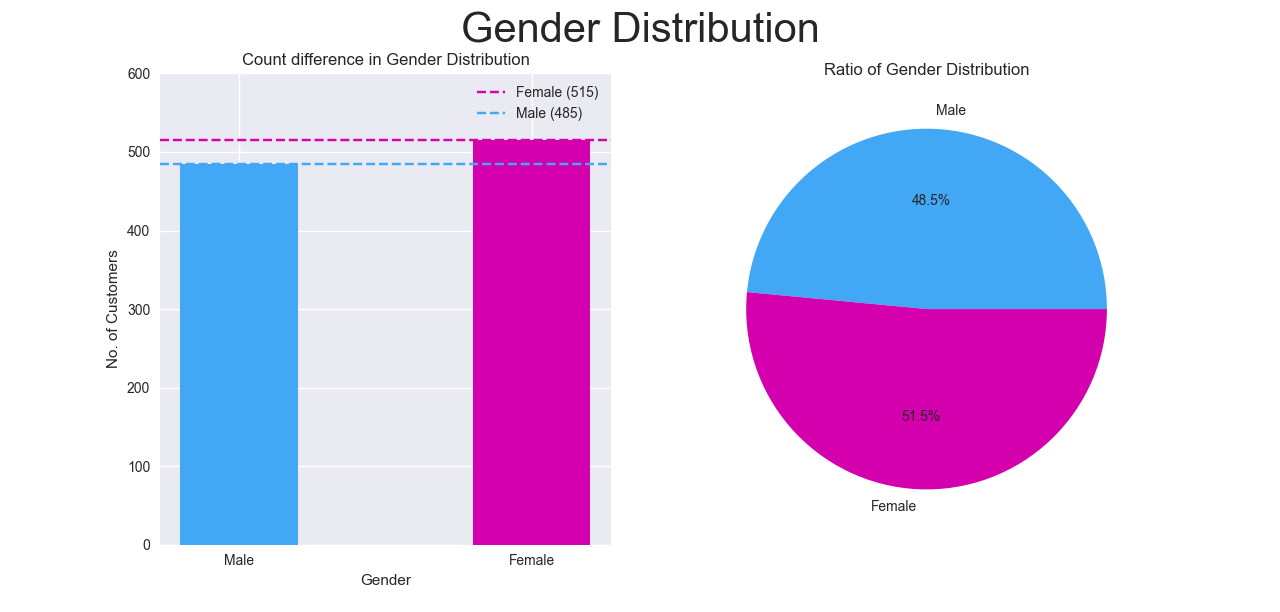 Gender Distribution
Count difference in Gender Distribution
600
500
400
300
200
100
0
No. of Customers
Female (515)
Male (485)
Male
Female
Gender
Ratio of Gender Distribution
Male
48.5%
51.5%
Female